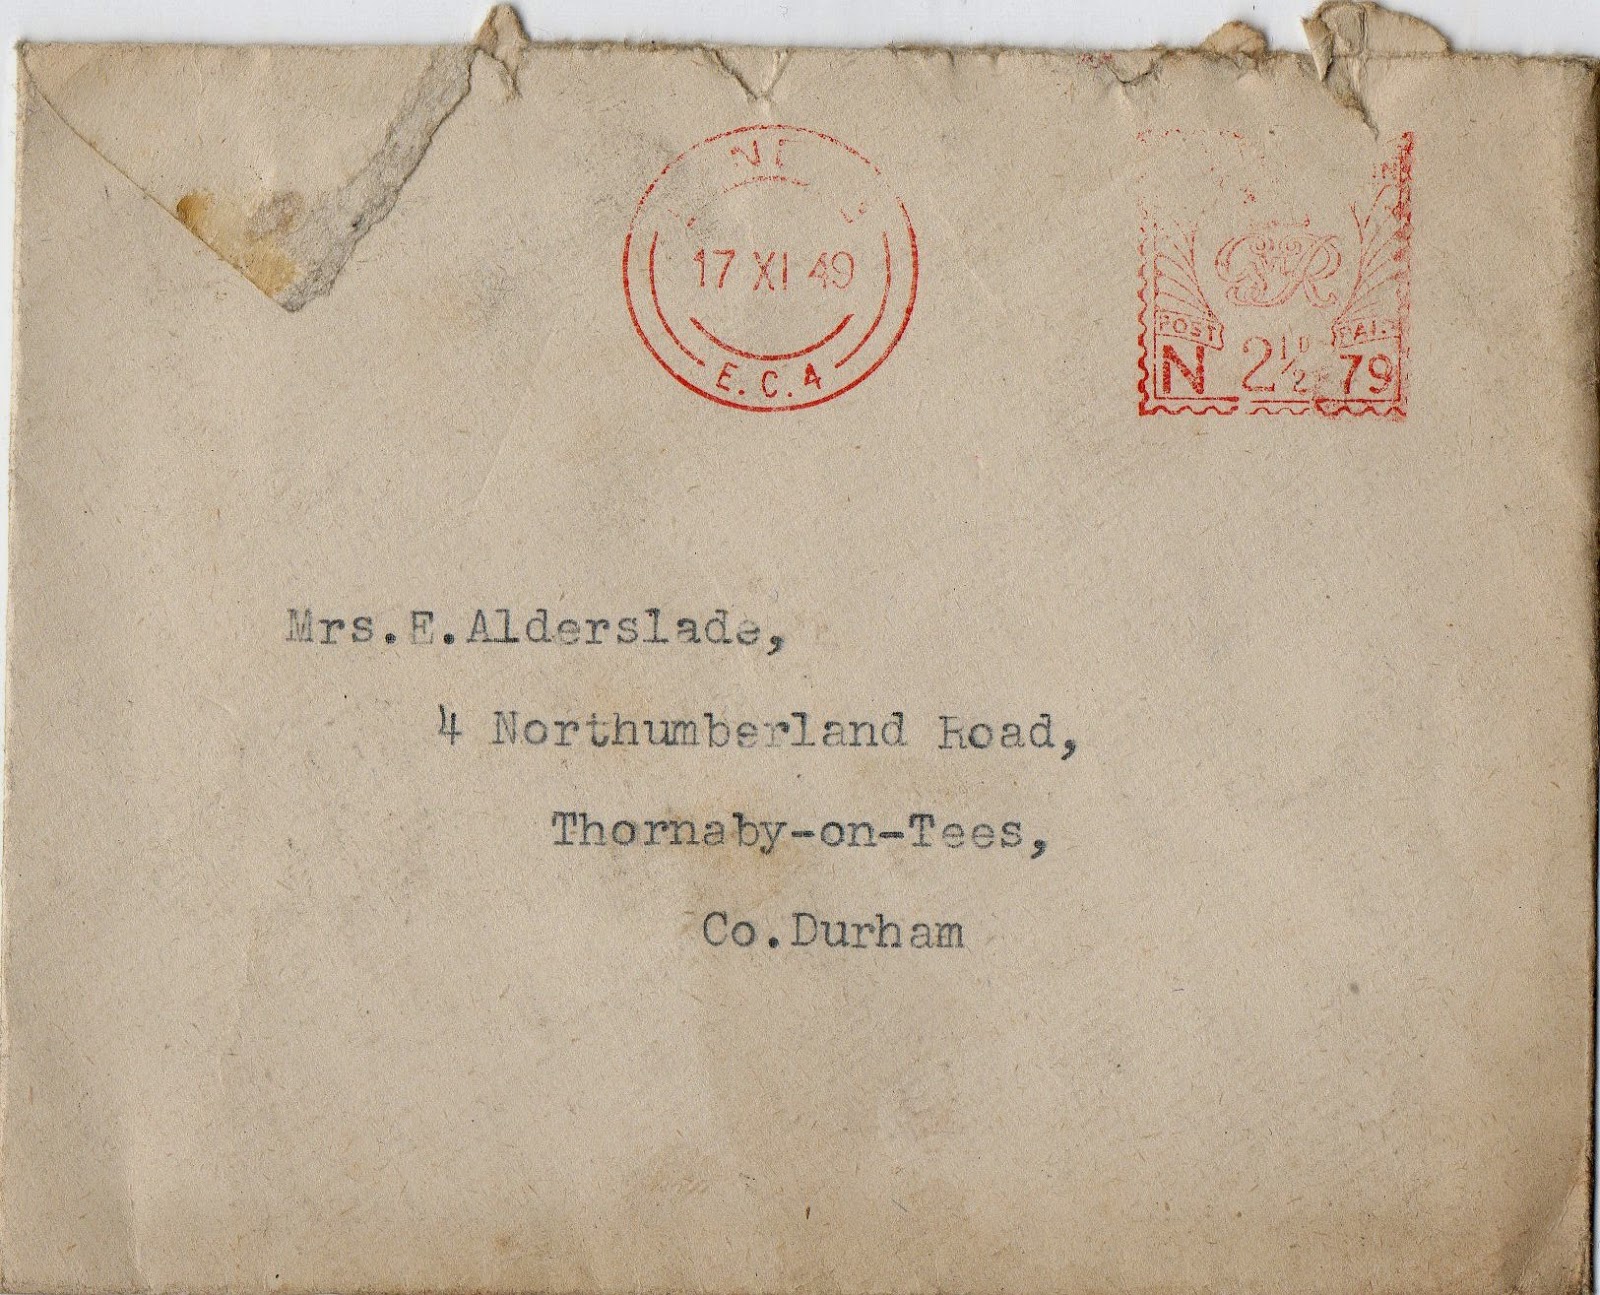 17 XI 49
E.C.4
GVIR
POST PAID
N 2½D 79
Mrs.E.Alderslade,
4 Northumberland Road,
Thornaby-on-Tees,
Co.Durham